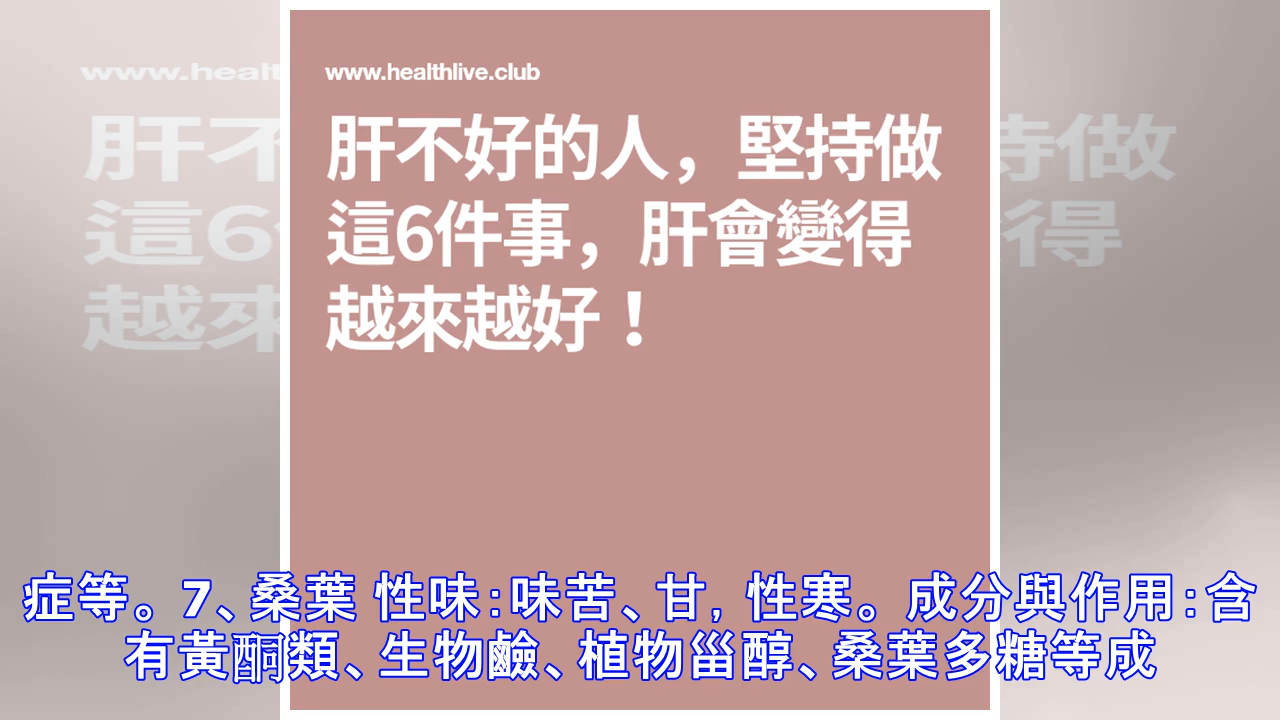 www.healthlive.club
肝不好的人，堅持做
這6件事，肝會變得
越來越好！
症等。7、桑葉 性味:味苦、甘，性寒。成分與作用:含
有黃酮類、生物鹼、植物甾醇、桑葉多糖等成